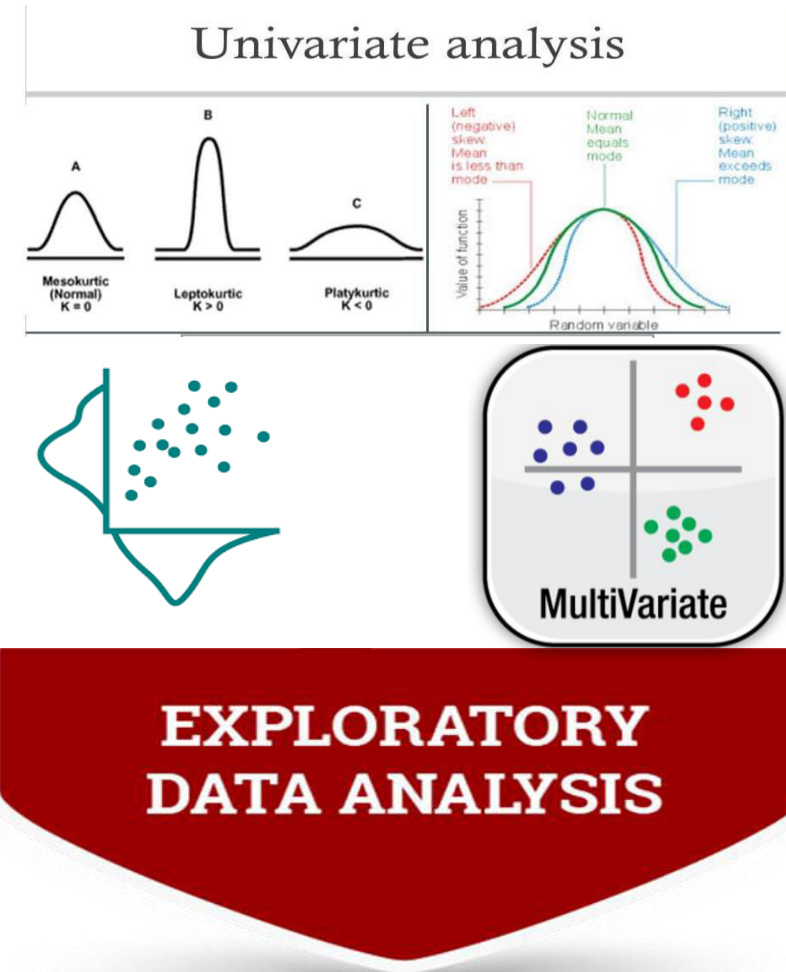 Univariate analysis
A
B
C
Mesokurtic
(Normal)
K = 0
Leptokurtic
K > 0
Platykurtic
K < 0
Left
(negative)
skew:
Mean
is less than
mode
Normal
Mean
equals
mode
Right
(positive)
skew:
Mean
exceeds
mode
Value of function
Random variable
MultiVariate
EXPLORATORY
DATA ANALYSIS